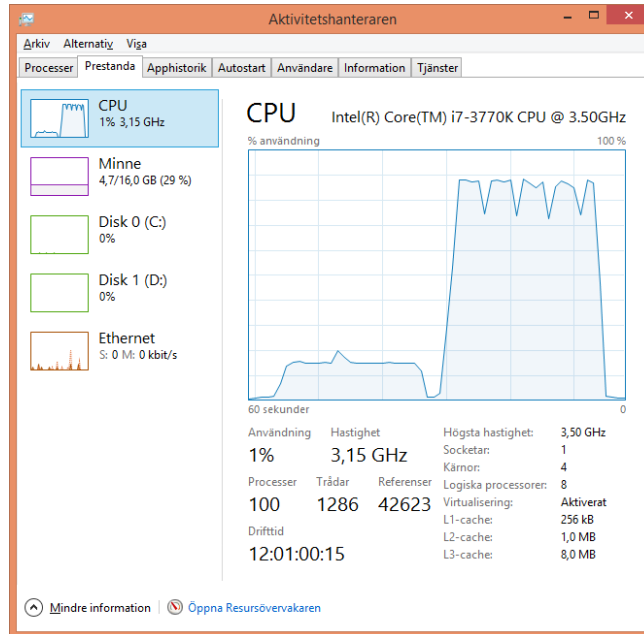 Aktivitetshanteraren
Arkiv Alternativ Visa
Processer Prestanda Apphistorik Autostart Användare Information Tjänster
CPU
1% 3,15 GHz
Minne
4,7/16,0 GB (29 %)
Disk 0 (C:)
0%
Disk 1 (D:)
0%
Ethernet
S: 0 M: 0 kbit/s
CPU Intel(R) Core(TM) i7-3770K CPU @ 3.50GHz
% användning 100 %
60 sekunder 0
Användning Hastighet
1% 3,15 GHz
Processer Trådar Referenser
100 1286 42623
Drifttid
12:01:00:15
Högsta hastighet: 3,50 GHz
Socketar: 1
Kärnor: 4
Logiska processorer: 8
Virtualisering: Aktiverat
L1-cache: 256 kB
L2-cache: 1,0 MB
L3-cache: 8,0 MB
Mindre information Öppna Resursövervakaren